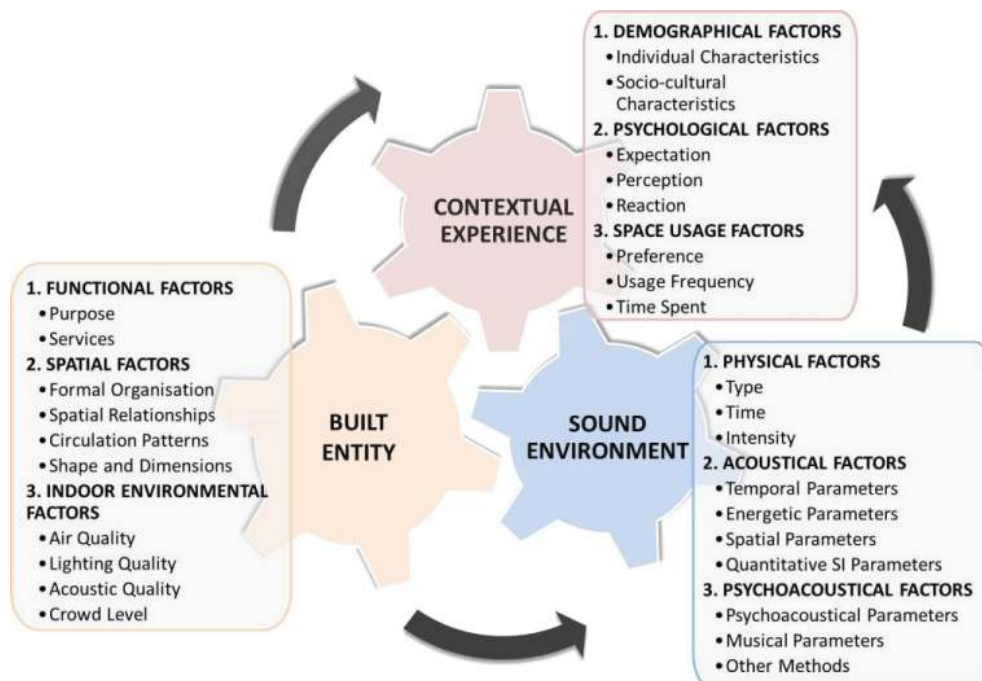 1. DEMOGRAPHICAL FACTORS
•Individual Characteristics
•Socio-cultural
Characteristics
2. PSYCHOLOGICAL FACTORS
•Expectation
•Perception
•Reaction
3. SPACE USAGE FACTORS
•Preference
•Usage Frequency
•Time Spent
CONTEXTUAL
EXPERIENCE
1. FUNCTIONAL FACTORS
•Purpose
•Services
2. SPATIAL FACTORS
•Formal Organisation
•Spatial Relationships
•Circulation Patterns
•Shape and Dimensions
3. INDOOR ENVIRONMENTAL
FACTORS
•Air Quality
•Lighting Quality
•Acoustic Quality
•Crowd Level
BUILT
ENTITY
SOUND
ENVIRONMENT
1. PHYSICAL FACTORS
•Type
•Time
•Intensity
2. ACOUSTICAL FACTORS
•Temporal Parameters
•Energetic Parameters
•Spatial Parameters
•Quantitative SI Parameters
3. PSYCHOACOUSTICAL FACTORS
•Psychoacoustical Parameters
•Musical Parameters
•Other Methods